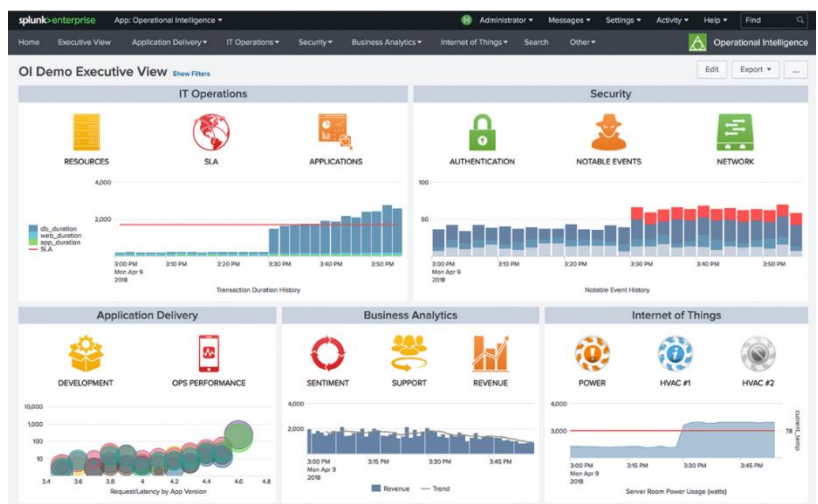 splunk>enterprise App: Operational Intelligence Administrator Messages Settings Activity Help Find
Home Executive View Application Delivery IT Operations Security Business Analytics Internet of Things Search Other Operational Intelligence
OI Demo Executive View Show Filters Edit Export ...
IT Operations
RESOURCES SLA APPLICATIONS
4,000
2,000
db_duration
web_duration
app_duration
SLA
3:00 PM 3:10 PM 3:20 PM 3:30 PM 3:40 PM 3:50 PM
Mon Apr 9
2018
Transaction Duration History
Security
AUTHENTICATION NOTABLE EVENTS NETWORK
100
50
3:00 PM 3:10 PM 3:20 PM 3:30 PM 3:40 PM 3:50 PM
Mon Apr 9
2018
Notable Event History
Application Delivery
DEVELOPMENT OPS PERFORMANCE
10,000
1,000
100
10
3.4 3.6 3.8 4 4.2 4.4 4.6 4.8
Request/Latency by App Version
Business Analytics
SENTIMENT SUPPORT REVENUE
4,000
2,000
3:00 PM 3:15 PM 3:30 PM 3:45 PM
Mon Apr 9
2018
Revenue Trend
Internet of Things
POWER HVAC #1 HVAC #2
4,000
3,000
78
current_temp
3:00 PM 3:15 PM 3:30 PM 3:45 PM
Mon Apr 9
2018
Server Room Power Usage (watts)